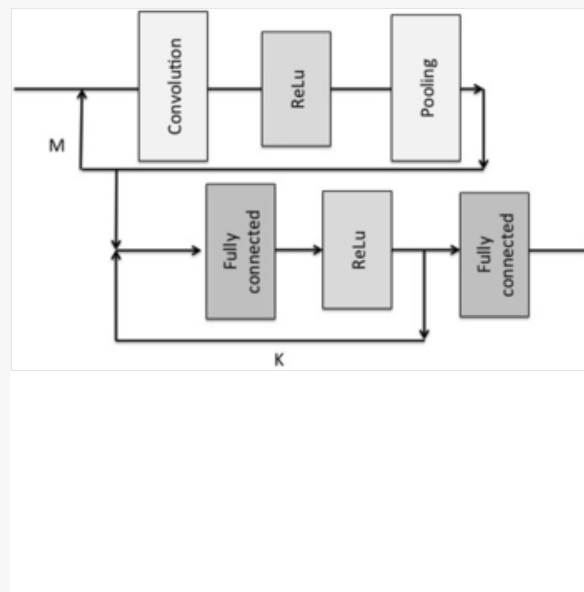 Convolution
ReLu
Pooling
M
Fully
connected
ReLu
Fully
connected
K